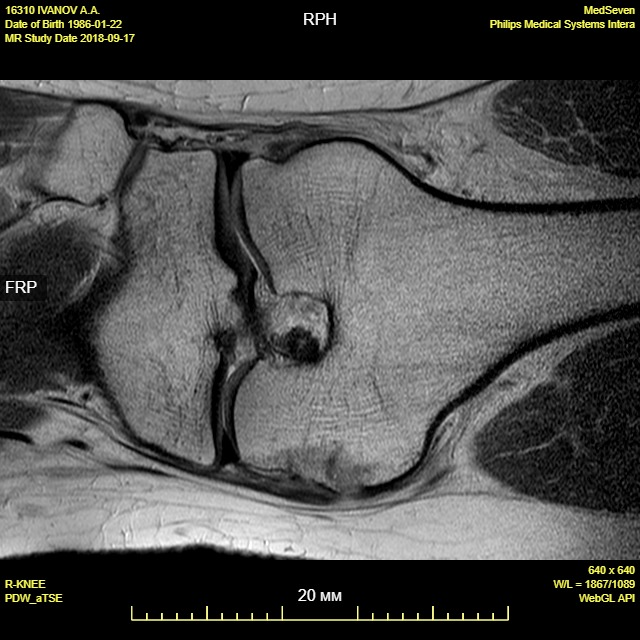 16310 IVANOV A.A.
Date of Birth 1986-01-22
MR Study Date 2018-09-17
RPH
MedSeven
Philips Medical Systems Intera
FRP
R-KNEE
PDW_aTSE
20 мм
640 x 640
W/L = 1867/1089
WebGL API